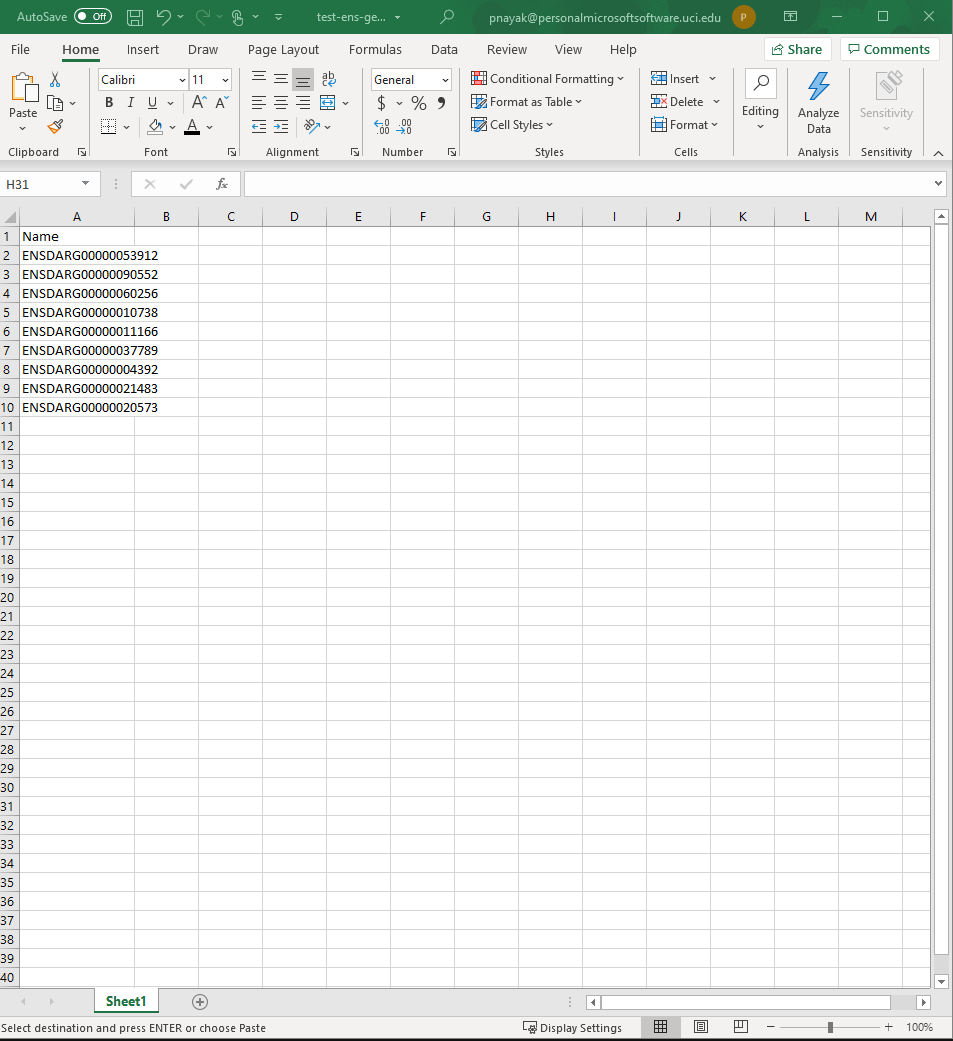 AutoSave Off test-ens-ge... pnayak@personalmicrosoftsoftware.uci.edu P
File Home Insert Draw Page Layout Formulas Data Review View Help Share Comments
Paste Calibri 11 ab General Conditional Formatting Insert Editing Analyze Data Sensitivity
B I U A A $ % Format as Table Delete
A Cell Styles Format
Clipboard Font Alignment Number Styles Cells Analysis Sensitivity
H31 fx
A B C D E F G H I J K L M
1 Name
2 ENSDARG00000053912
3 ENSDARG00000090552
4 ENSDARG00000060256
5 ENSDARG00000010738
6 ENSDARG00000011166
7 ENSDARG00000037789
8 ENSDARG00000004392
9 ENSDARG00000021483
10 ENSDARG00000020573
11
12
13
14
15
16
17
18
19
20
21
22
23
24
25
26
27
28
29
30
31
32
33
34
35
36
37
38
39
40
Sheet1
Select destination and press ENTER or choose Paste Display Settings 100%